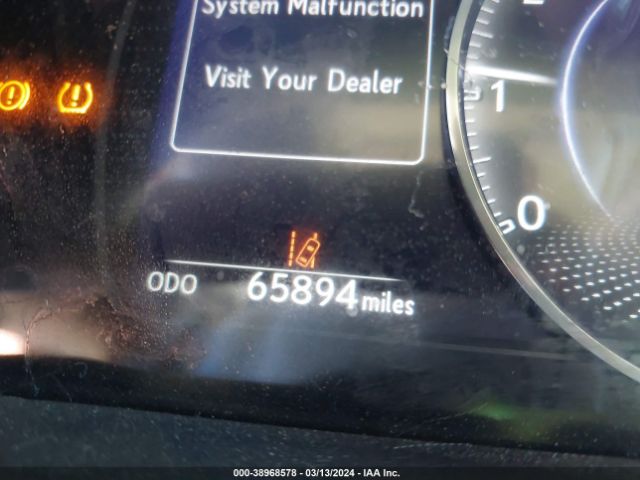 System Malfunction
Visit Your Dealer
1
0
ODO 65894 miles
000-38968578 - 03/13/2024 - IAA Inc.